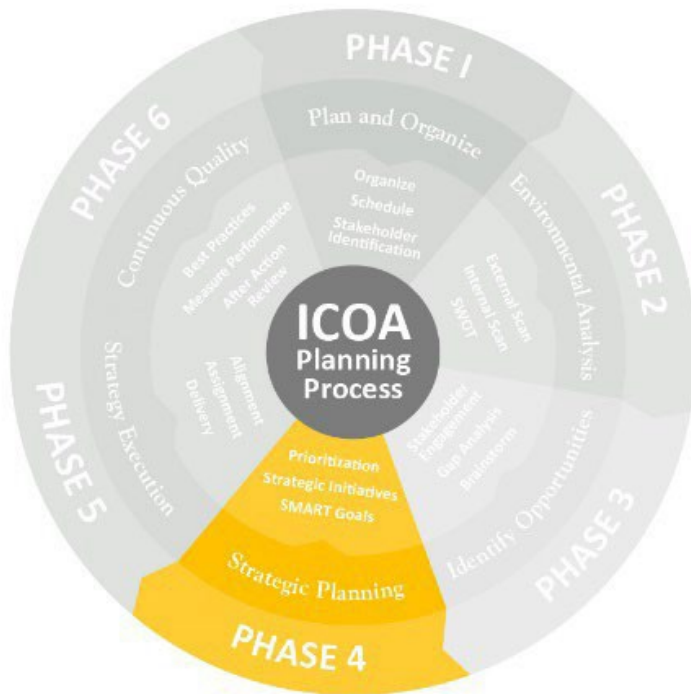 PHASE I
Plan and Organize
Organize
Schedule
Stakeholder
Identification
PHASE 2
Environmental Analysis
External Scan
Internal Scan
SWOT
PHASE 3
Identify Opportunities
Stakeholder
Engagement
Gap Analysis
Brainstorm
PHASE 4
Strategic Planning
Prioritization
Strategic Initiatives
SMART Goals
PHASE 5
Strategy Execution
Alignment
Assignment
Delivery
PHASE 6
Continuous Quality
Best Practices
Measure Performance
After Action
Review
ICOA
Planning
Process